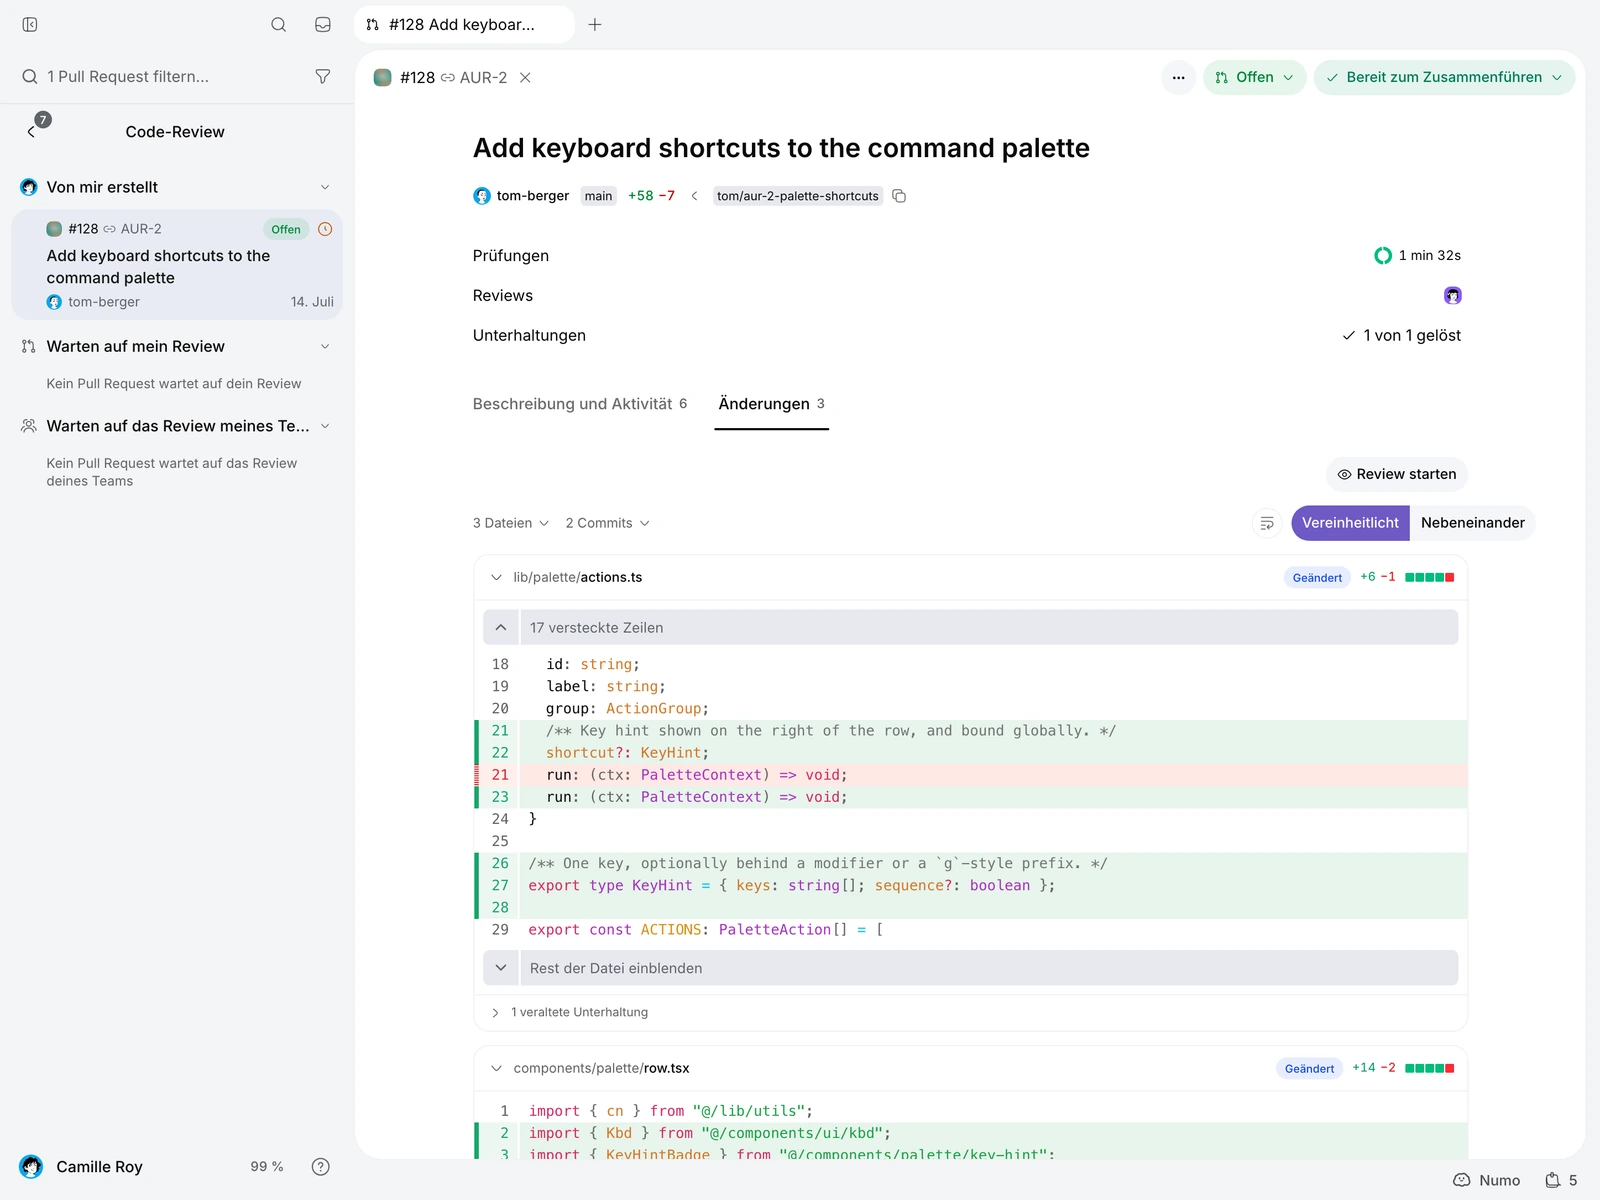 #128 Add keyboar...
1 Pull Request filtern...
7
Code-Review
Von mir erstellt
#128 AUR-2 Offen
Add keyboard shortcuts to the
command palette
tom-berger 14. Juli
Warten auf mein Review
Kein Pull Request wartet auf dein Review
Warten auf das Review meines Te...
Kein Pull Request wartet auf das Review
deines Teams
Camille Roy 99 %
#128 AUR-2
Offen
Bereit zum Zusammenführen
Add keyboard shortcuts to the command palette
tom-berger main +58 −7 tom/aur-2-palette-shortcuts
Prüfungen 1 min 32s
Reviews
Unterhaltungen 1 von 1 gelöst
Beschreibung und Aktivität 6 Änderungen 3
Review starten
3 Dateien 2 Commits Vereinheitlicht Nebeneinander
lib/palette/actions.ts Geändert +6 −1
17 versteckte Zeilen
18 id: string;
19 label: string;
20 group: ActionGroup;
21 /** Key hint shown on the right of the row, and bound globally. */
22 shortcut?: KeyHint;
21 run: (ctx: PaletteContext) => void;
23 run: (ctx: PaletteContext) => void;
24 }
25
26 /** One key, optionally behind a modifier or a `g`-style prefix. */
27 export type KeyHint = { keys: string[]; sequence?: boolean };
28
29 export const ACTIONS: PaletteAction[] = [
Rest der Datei einblenden
1 veraltete Unterhaltung
components/palette/row.tsx Geändert +14 −2
1 import { cn } from "@/lib/utils";
2 import { Kbd } from "@/components/ui/kbd";
3 import { KeyHintBadge } from "@/components/palette/key-hint";
Numo 5